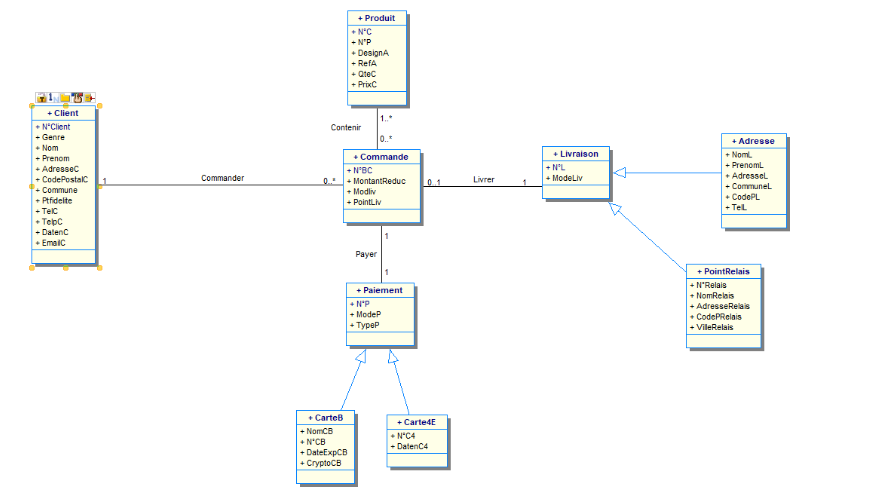 + Produit
+ N°C
+ N°P
+ DesignA
+ RefA
+ QteC
+ PrixC
1..*
Contenir
0..*
+ Client
+ N°Client
+ Genre
+ Nom
+ Prenom
+ AdresseC
+ CodePostalC
+ Commune
+ Ptfidelite
+ TelC
+ TelpC
+ DatenC
+ EmailC
1
Commander
0..*
+ Commande
+ N°BC
+ MontantReduc
+ Modliv
+ PointLiv
0..1
Livrer
1
+ Livraison
+ N°L
+ ModeLiv
+ Adresse
+ NomL
+ PrenomL
+ AdresseL
+ CommuneL
+ CodePL
+ TelL
1
Payer
1
+ PointRelais
+ N°Relais
+ NomRelais
+ AdresseRelais
+ CodePRelais
+ VilleRelais
+ Paiement
+ N°P
+ ModeP
+ TypeP
+ CarteB
+ NomCB
+ N°CB
+ DateExpCB
+ CryptoCB
+ Carte4E
+ N°C4
+ DatenC4